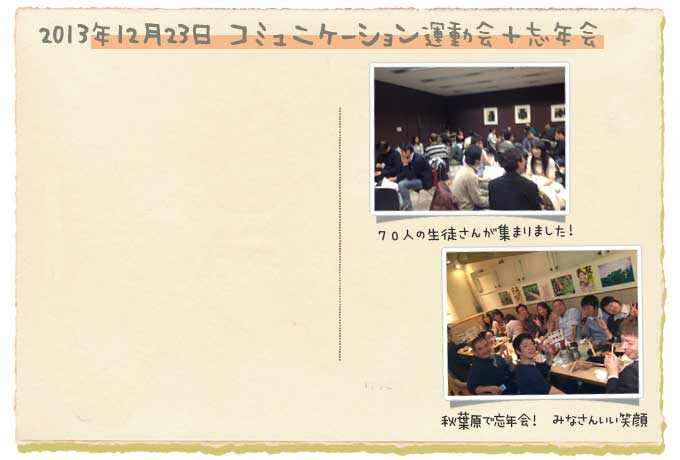 2013年12月23日 コミュニケーション運動会＋忘年会
７０人の生徒さんが集まりました！
秋葉原で忘年会！ みなさんいい笑顔